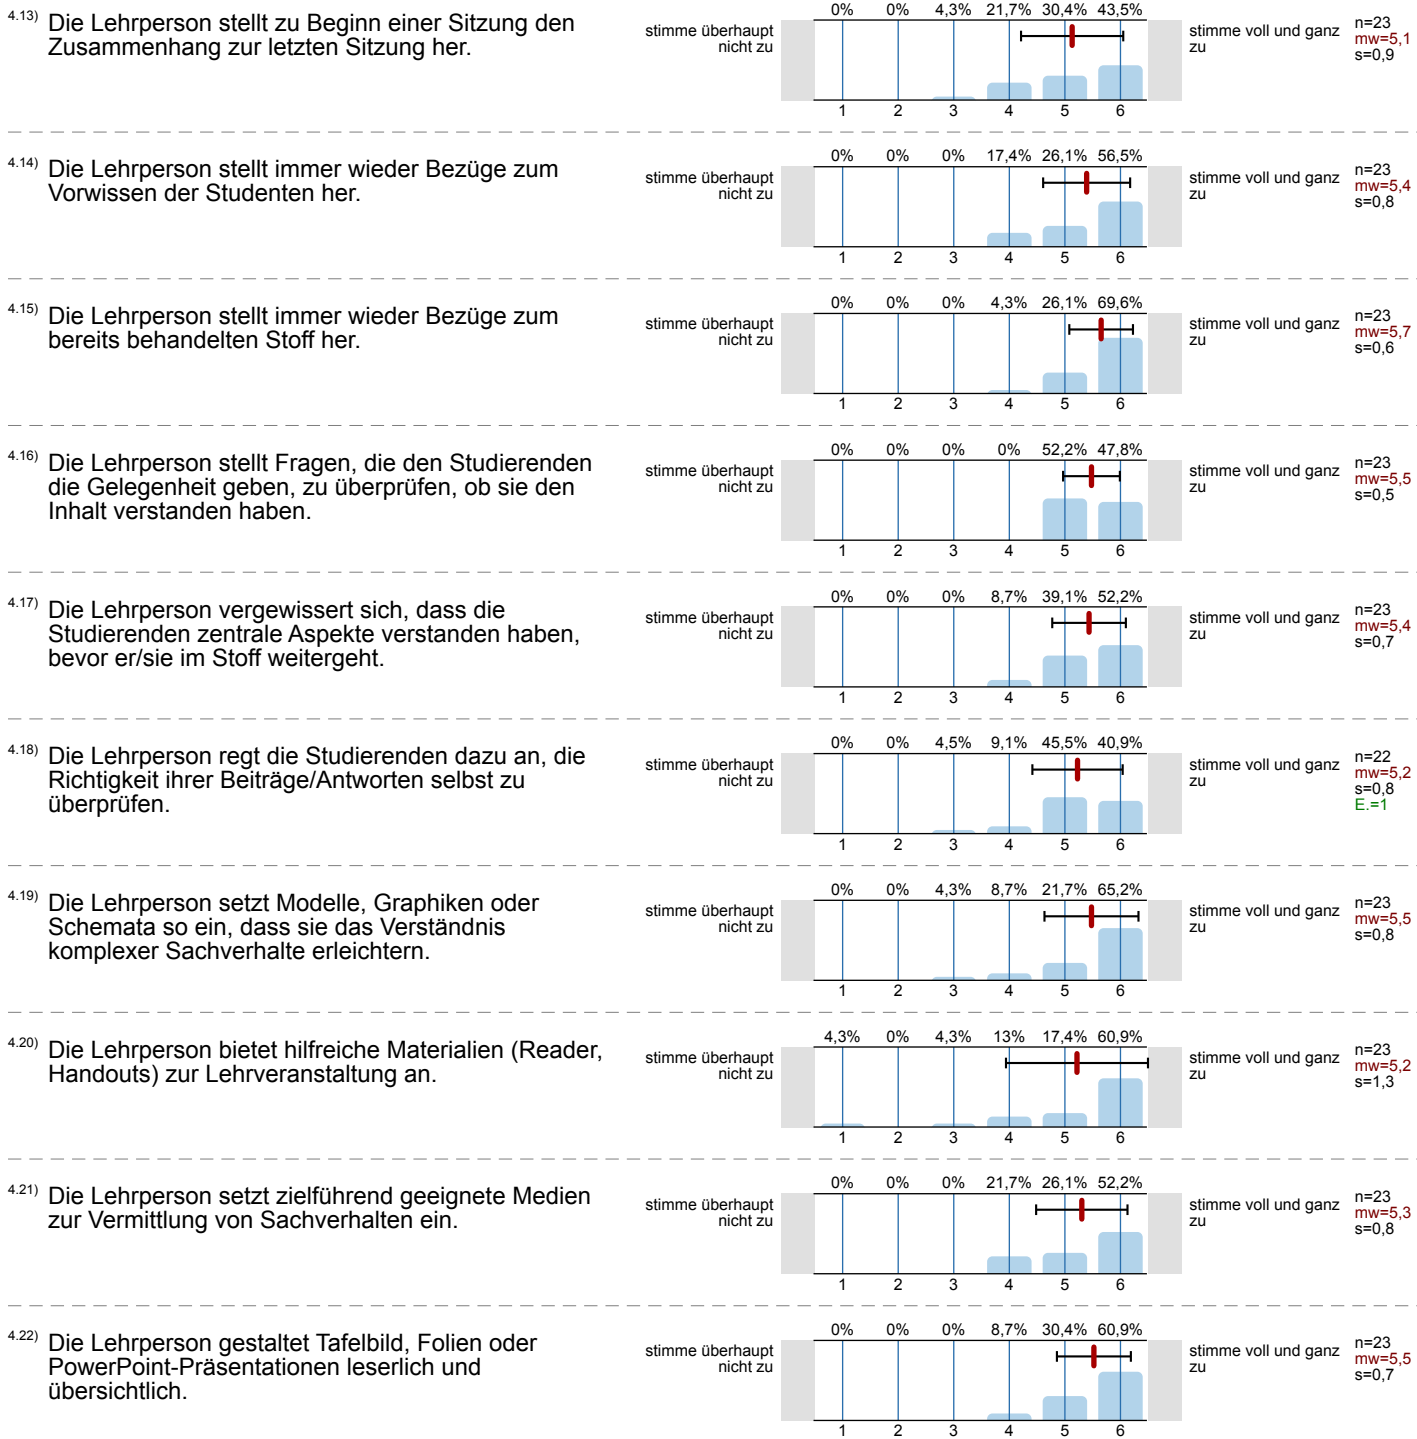 4.13) Die Lehrperson stellt zu Beginn einer Sitzung den
Zusammenhang zur letzten Sitzung her.
stimme überhaupt
nicht zu
0% 0% 4,3% 21,7% 30,4% 43,5%
1 2 3 4 5 6
stimme voll und ganz
zu
n=23
mw=5,1
s=0,9
4.14) Die Lehrperson stellt immer wieder Bezüge zum
Vorwissen der Studenten her.
stimme überhaupt
nicht zu
0% 0% 0% 17,4% 26,1% 56,5%
1 2 3 4 5 6
stimme voll und ganz
zu
n=23
mw=5,4
s=0,8
4.15) Die Lehrperson stellt immer wieder Bezüge zum
bereits behandelten Stoff her.
stimme überhaupt
nicht zu
0% 0% 0% 4,3% 26,1% 69,6%
1 2 3 4 5 6
stimme voll und ganz
zu
n=23
mw=5,7
s=0,6
4.16) Die Lehrperson stellt Fragen, die den Studierenden
die Gelegenheit geben, zu überprüfen, ob sie den
Inhalt verstanden haben.
stimme überhaupt
nicht zu
0% 0% 0% 0% 52,2% 47,8%
1 2 3 4 5 6
stimme voll und ganz
zu
n=23
mw=5,5
s=0,5
4.17) Die Lehrperson vergewissert sich, dass die
Studierenden zentrale Aspekte verstanden haben,
bevor er/sie im Stoff weitergeht.
stimme überhaupt
nicht zu
0% 0% 0% 8,7% 39,1% 52,2%
1 2 3 4 5 6
stimme voll und ganz
zu
n=23
mw=5,4
s=0,7
4.18) Die Lehrperson regt die Studierenden dazu an, die
Richtigkeit ihrer Beiträge/Antworten selbst zu
überprüfen.
stimme überhaupt
nicht zu
0% 0% 4,5% 9,1% 45,5% 40,9%
1 2 3 4 5 6
stimme voll und ganz
zu
n=22
mw=5,2
s=0,8
E.=1
4.19) Die Lehrperson setzt Modelle, Graphiken oder
Schemata so ein, dass sie das Verständnis
komplexer Sachverhalte erleichtern.
stimme überhaupt
nicht zu
0% 0% 4,3% 8,7% 21,7% 65,2%
1 2 3 4 5 6
stimme voll und ganz
zu
n=23
mw=5,5
s=0,8
4.20) Die Lehrperson bietet hilfreiche Materialien (Reader,
Handouts) zur Lehrveranstaltung an.
stimme überhaupt
nicht zu
4,3% 0% 4,3% 13% 17,4% 60,9%
1 2 3 4 5 6
stimme voll und ganz
zu
n=23
mw=5,2
s=1,3
4.21) Die Lehrperson setzt zielführend geeignete Medien
zur Vermittlung von Sachverhalten ein.
stimme überhaupt
nicht zu
0% 0% 0% 21,7% 26,1% 52,2%
1 2 3 4 5 6
stimme voll und ganz
zu
n=23
mw=5,3
s=0,8
4.22) Die Lehrperson gestaltet Tafelbild, Folien oder
PowerPoint-Präsentationen leserlich und
übersichtlich.
stimme überhaupt
nicht zu
0% 0% 0% 8,7% 30,4% 60,9%
1 2 3 4 5 6
stimme voll und ganz
zu
n=23
mw=5,5
s=0,7